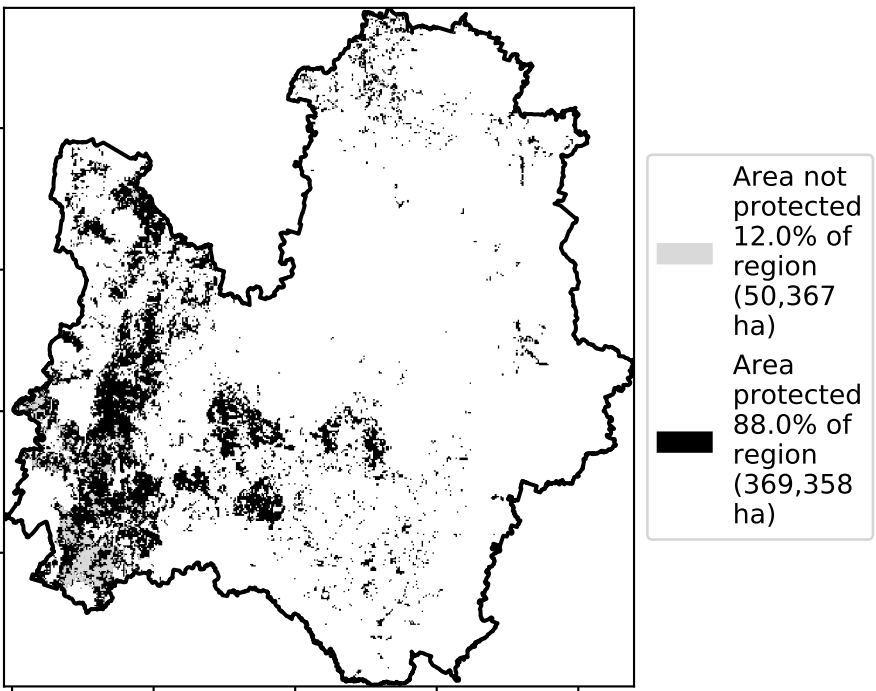 Area not
protected
12.0% of
region
(50,367
ha)
Area
protected
88.0% of
region
(369,358
ha)